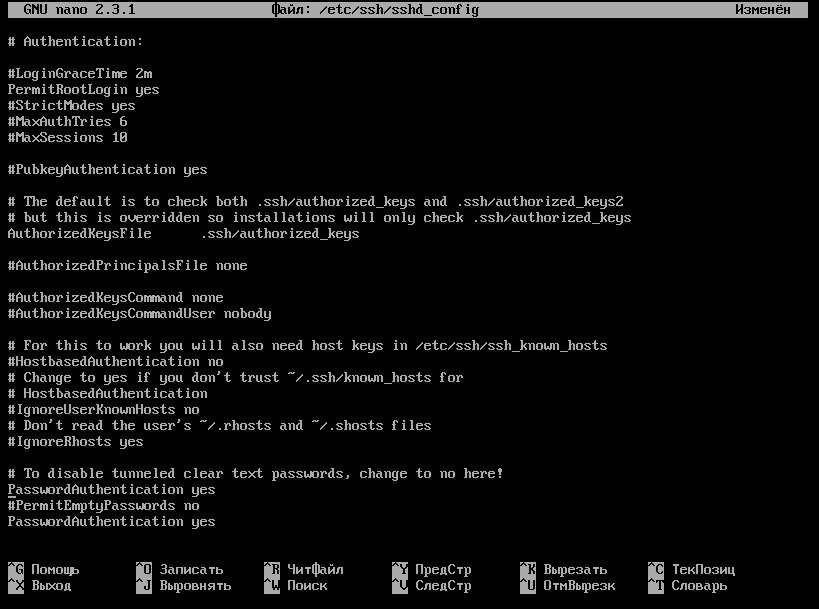 GNU nano 2.3.1 Файл: /etc/ssh/sshd_config Изменён
# Authentication:
#LoginGraceTime 2m
PermitRootLogin yes
#StrictModes yes
#MaxAuthTries 6
#MaxSessions 10
#PubkeyAuthentication yes
# The default is to check both .ssh/authorized_keys and .ssh/authorized_keys2
# but this is overridden so installations will only check .ssh/authorized_keys
AuthorizedKeysFile .ssh/authorized_keys
#AuthorizedPrincipalsFile none
#AuthorizedKeysCommand none
#AuthorizedKeysCommandUser nobody
# For this to work you will also need host keys in /etc/ssh/ssh_known_hosts
#HostbasedAuthentication no
# Change to yes if you don't trust ~/.ssh/known_hosts for
# HostbasedAuthentication
#IgnoreUserKnownHosts no
# Don't read the user's ~/.rhosts and ~/.shosts files
#IgnoreRhosts yes
# To disable tunneled clear text passwords, change to no here!
PasswordAuthentication yes
#PermitEmptyPasswords no
PasswordAuthentication yes
^G Помощь ^O Записать ^R ЧитФайл ^Y ПредСтр ^K Вырезать ^C ТекПозиц
^X Выход ^J Выровнять ^W Поиск ^V СледСтр ^U ОтмВырезк ^T Словарь